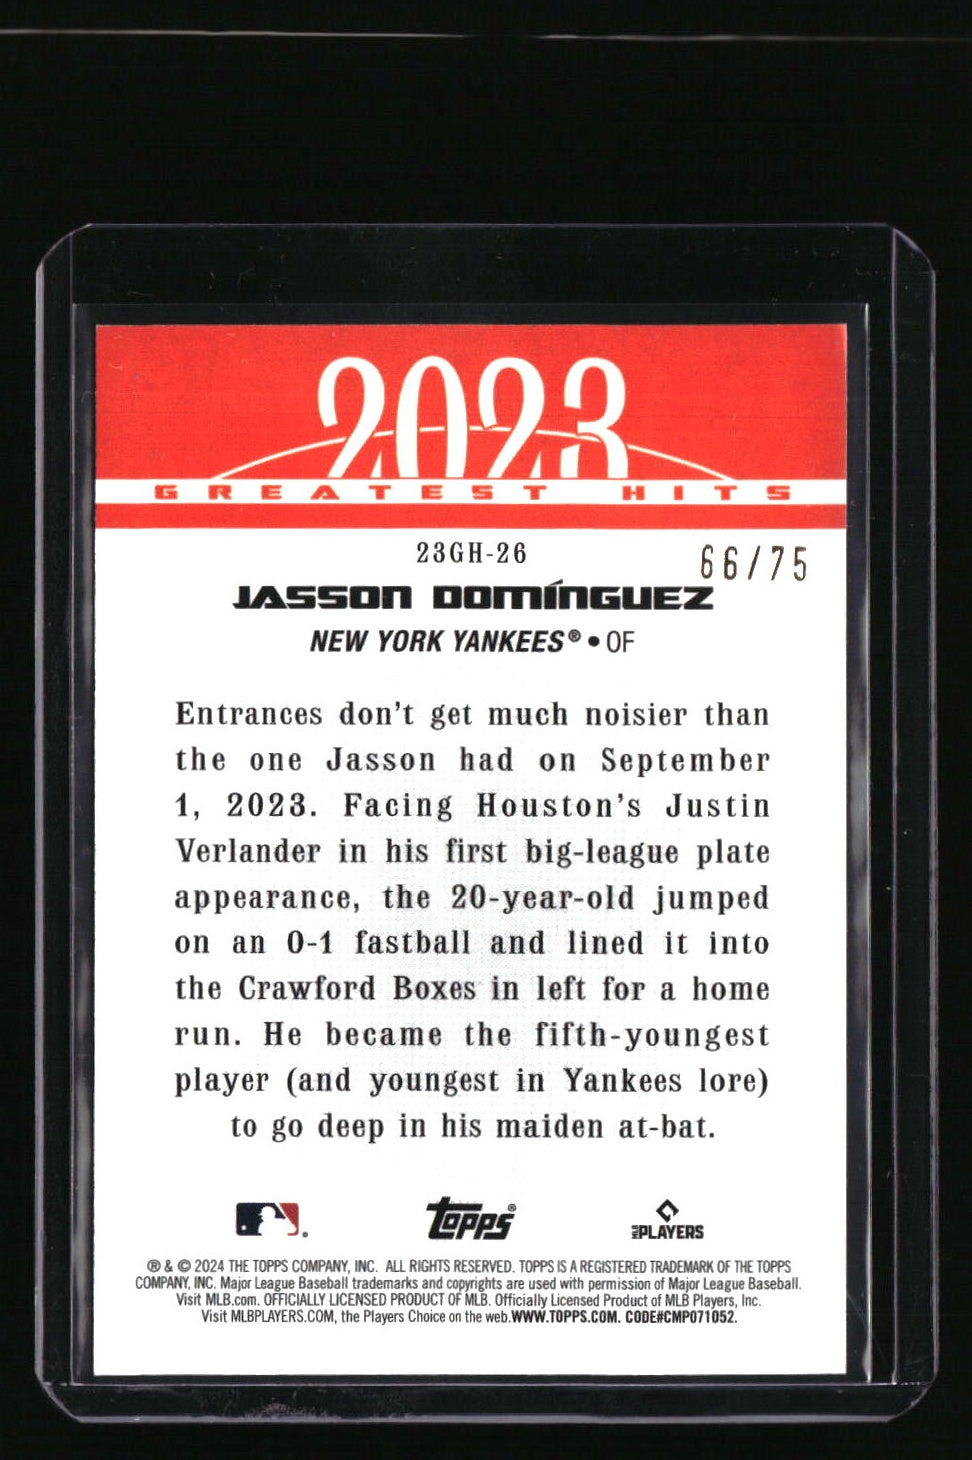 2023
GREATEST HITS
23GH-26
66/75
JASSON DOMÍNGUEZ
NEW YORK YANKEES® • OF
Entrances don't get much noisier than
the one Jasson had on September
1, 2023. Facing Houston's Justin
Verlander in his first big-league plate
appearance, the 20-year-old jumped
on an 0-1 fastball and lined it into
the Crawford Boxes in left for a home
run. He became the fifth-youngest
player (and youngest in Yankees lore)
to go deep in his maiden at-bat.
Topps®
MLB PLAYERS
® & © 2024 THE TOPPS COMPANY, INC. ALL RIGHTS RESERVED. TOPPS IS A REGISTERED TRADEMARK OF THE TOPPS
COMPANY, INC. Major League Baseball trademarks and copyrights are used with permission of Major League Baseball.
Visit MLB.com. OFFICIALLY LICENSED PRODUCT OF MLB. Officially Licensed Product of MLB Players, Inc.
Visit MLBPLAYERS.COM, the Players Choice on the web.WWW.TOPPS.COM. CODE#CMP071052.